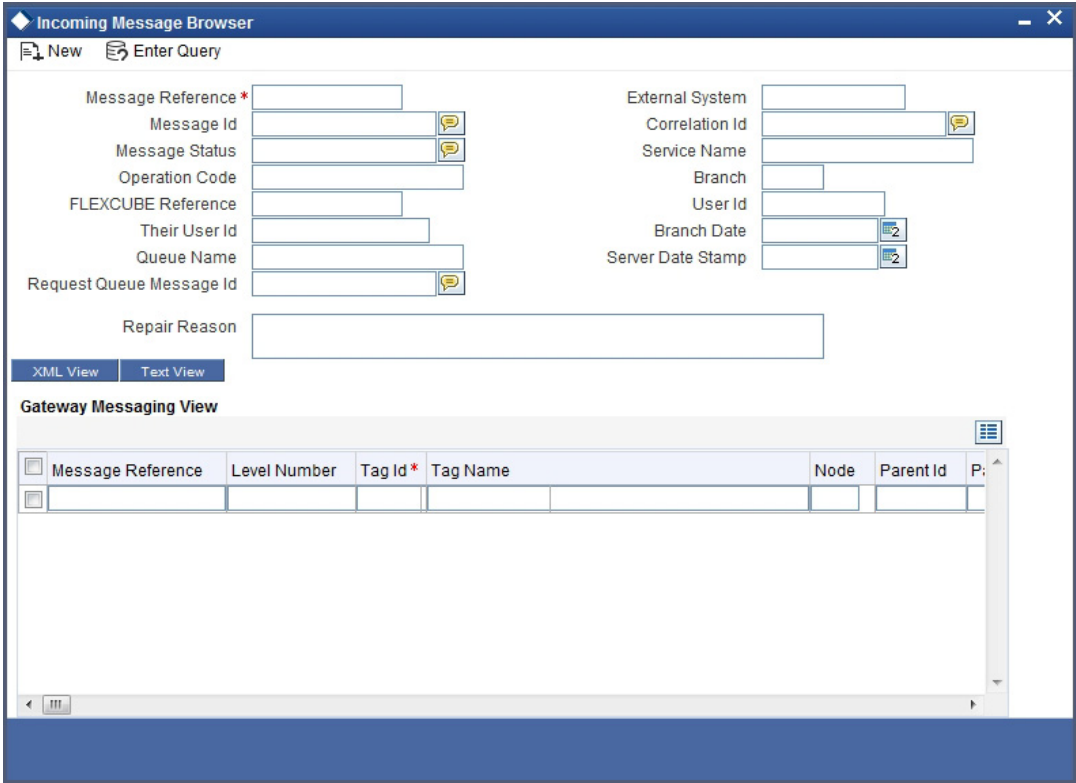 Incoming Message Browser
New Enter Query
Message Reference *
Message Id
Message Status
Operation Code
FLEXCUBE Reference
Their User Id
Queue Name
Request Queue Message Id
External System
Correlation Id
Service Name
Branch
User Id
Branch Date
Server Date Stamp
Repair Reason
XML View Text View
Gateway Messaging View
Message Reference Level Number Tag Id * Tag Name Node Parent Id